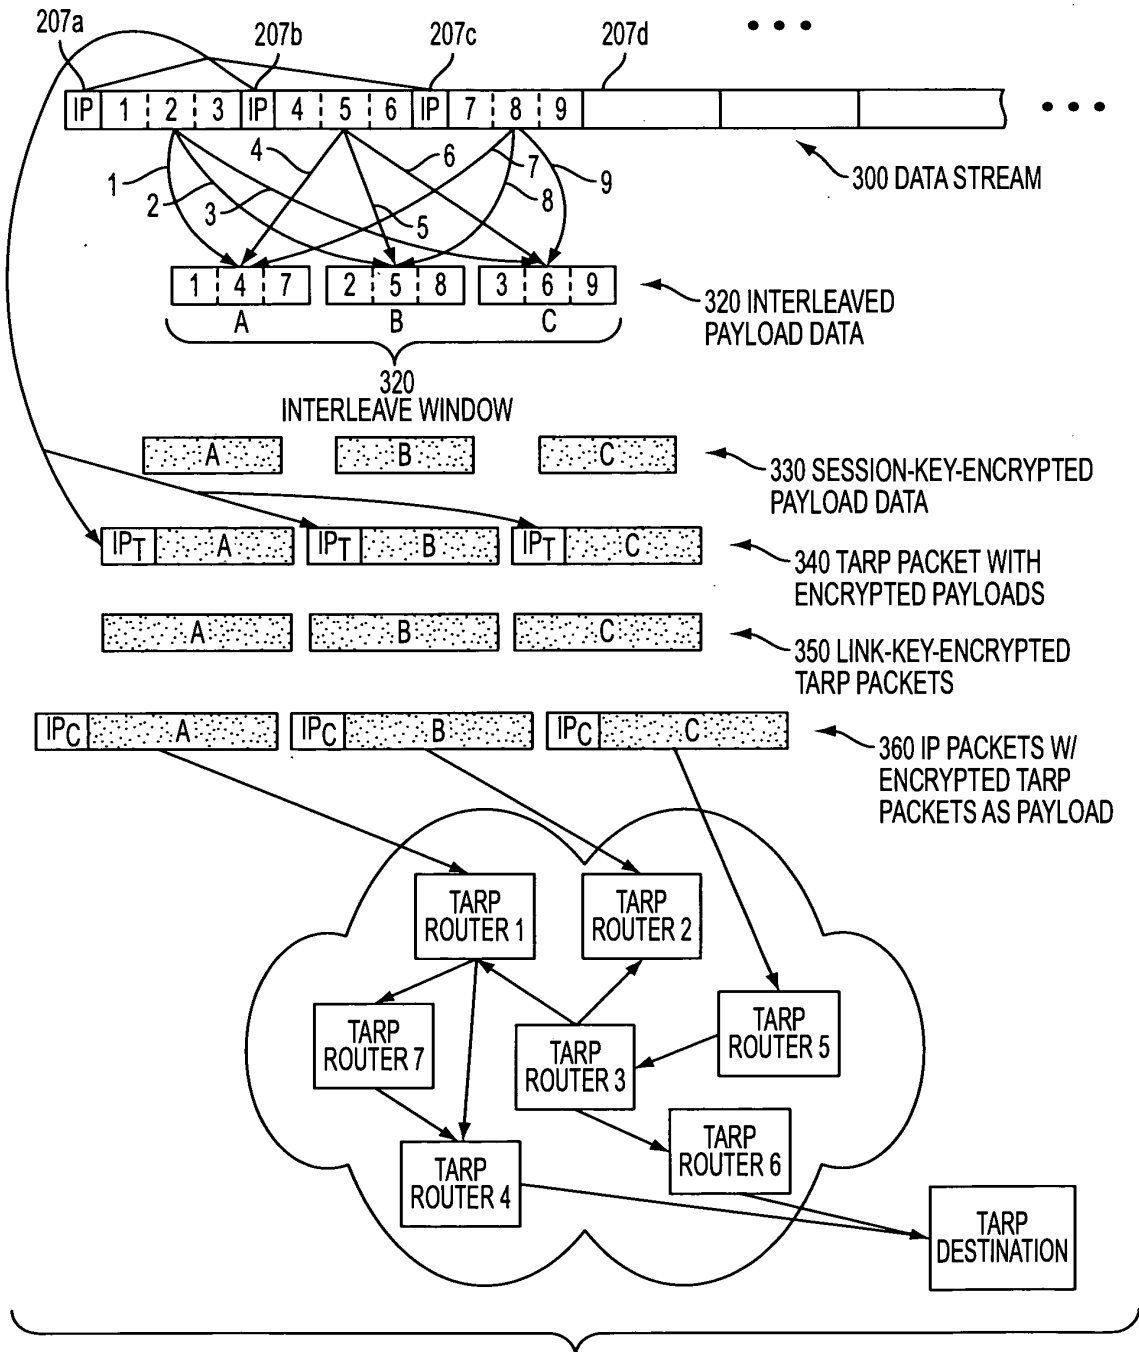 207a 207b 207c 207d
IP 1 2 3 IP 4 5 6 IP 7 8 9
300 DATA STREAM
1 2 3 4 5 6 7 8 9
1 4 7 2 5 8 3 6 9
A B C
320 INTERLEAVED
PAYLOAD DATA
320
INTERLEAVE WINDOW
A B C
330 SESSION-KEY-ENCRYPTED
PAYLOAD DATA
IPT A IPT B IPT C
340 TARP PACKET WITH
ENCRYPTED PAYLOADS
A B C
350 LINK-KEY-ENCRYPTED
TARP PACKETS
IPC A IPC B IPC C
360 IP PACKETS W/
ENCRYPTED TARP
PACKETS AS PAYLOAD
TARP
ROUTER 1
TARP
ROUTER 2
TARP
ROUTER 5
TARP
ROUTER 7
TARP
ROUTER 3
TARP
ROUTER 6
TARP
ROUTER 4
TARP
DESTINATION